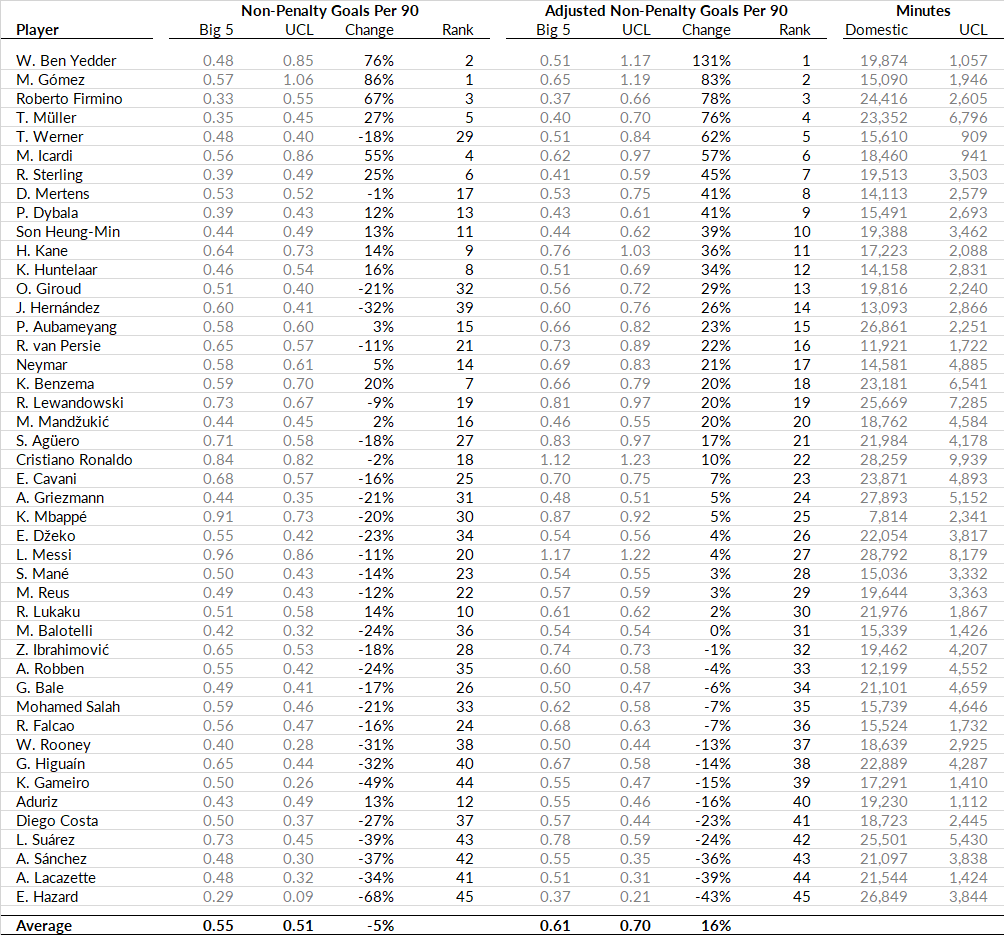 Non-Penalty Goals Per 90 Adjusted Non-Penalty Goals Per 90 Minutes
Player Big 5 UCL Change Rank Big 5 UCL Change Rank Domestic UCL
W. Ben Yedder 0.48 0.85 76% 2 0.51 1.17 131% 1 19,874 1,057
M. Gómez 0.57 1.06 86% 1 0.65 1.19 83% 2 15,090 1,946
Roberto Firmino 0.33 0.55 67% 3 0.37 0.66 78% 3 24,416 2,605
T. Müller 0.35 0.45 27% 5 0.40 0.70 76% 4 23,352 6,796
T. Werner 0.48 0.40 -18% 29 0.51 0.84 62% 5 15,610 909
M. Icardi 0.56 0.86 55% 4 0.62 0.97 57% 6 18,460 941
R. Sterling 0.39 0.49 25% 6 0.41 0.59 45% 7 19,513 3,503
D. Mertens 0.53 0.52 -1% 17 0.53 0.75 41% 8 14,113 2,579
P. Dybala 0.39 0.43 12% 13 0.43 0.61 41% 9 15,491 2,693
Son Heung-Min 0.44 0.49 13% 11 0.44 0.62 39% 10 19,388 3,462
H. Kane 0.64 0.73 14% 9 0.76 1.03 36% 11 17,223 2,088
K. Huntelaar 0.46 0.54 16% 8 0.51 0.69 34% 12 14,158 2,831
O. Giroud 0.51 0.40 -21% 32 0.56 0.72 29% 13 19,816 2,240
J. Hernández 0.60 0.41 -32% 39 0.60 0.76 26% 14 13,093 2,866
P. Aubameyang 0.58 0.60 3% 15 0.66 0.82 23% 15 26,861 2,251
R. van Persie 0.65 0.57 -11% 21 0.73 0.89 22% 16 11,921 1,722
Neymar 0.58 0.61 5% 14 0.69 0.83 21% 17 14,581 4,885
K. Benzema 0.59 0.70 20% 7 0.66 0.79 20% 18 23,181 6,541
R. Lewandowski 0.73 0.67 -9% 19 0.81 0.97 20% 19 25,669 7,285
M. Mandžukić 0.44 0.45 2% 16 0.46 0.55 20% 20 18,762 4,584
S. Agüero 0.71 0.58 -18% 27 0.83 0.97 17% 21 21,984 4,178
Cristiano Ronaldo 0.84 0.82 -2% 18 1.12 1.23 10% 22 28,259 9,939
E. Cavani 0.68 0.57 -16% 25 0.70 0.75 7% 23 23,871 4,893
A. Griezmann 0.44 0.35 -21% 31 0.48 0.51 5% 24 27,893 5,152
K. Mbappé 0.91 0.73 -20% 30 0.87 0.92 5% 25 7,814 2,341
E. Džeko 0.55 0.42 -23% 34 0.54 0.56 4% 26 22,054 3,817
L. Messi 0.96 0.86 -11% 20 1.17 1.22 4% 27 28,792 8,179
S. Mané 0.50 0.43 -14% 23 0.54 0.55 3% 28 15,036 3,332
M. Reus 0.49 0.43 -12% 22 0.57 0.59 3% 29 19,644 3,363
R. Lukaku 0.51 0.58 14% 10 0.61 0.62 2% 30 21,976 1,867
M. Balotelli 0.42 0.32 -24% 36 0.54 0.54 0% 31 15,339 1,426
Z. Ibrahimović 0.65 0.53 -18% 28 0.74 0.73 -1% 32 19,462 4,207
A. Robben 0.55 0.42 -24% 35 0.60 0.58 -4% 33 12,199 4,552
G. Bale 0.49 0.41 -17% 26 0.50 0.47 -6% 34 21,101 4,659
Mohamed Salah 0.59 0.46 -21% 33 0.62 0.58 -7% 35 15,739 4,646
R. Falcao 0.56 0.47 -16% 24 0.68 0.63 -7% 36 15,524 1,732
W. Rooney 0.40 0.28 -31% 38 0.50 0.44 -13% 37 18,639 2,925
G. Higuaín 0.65 0.44 -32% 40 0.67 0.58 -14% 38 22,889 4,287
K. Gameiro 0.50 0.26 -49% 44 0.55 0.47 -15% 39 17,291 1,410
Aduriz 0.43 0.49 13% 12 0.55 0.46 -16% 40 19,230 1,112
Diego Costa 0.50 0.37 -27% 37 0.57 0.44 -23% 41 18,723 2,445
L. Suárez 0.73 0.45 -39% 43 0.78 0.59 -24% 42 25,501 5,430
A. Sánchez 0.48 0.30 -37% 42 0.55 0.35 -36% 43 21,097 3,838
A. Lacazette 0.48 0.32 -34% 41 0.51 0.31 -39% 44 21,544 1,424
E. Hazard 0.29 0.09 -68% 45 0.37 0.21 -43% 45 26,849 3,844
Average 0.55 0.51 -5% 0.61 0.70 16%